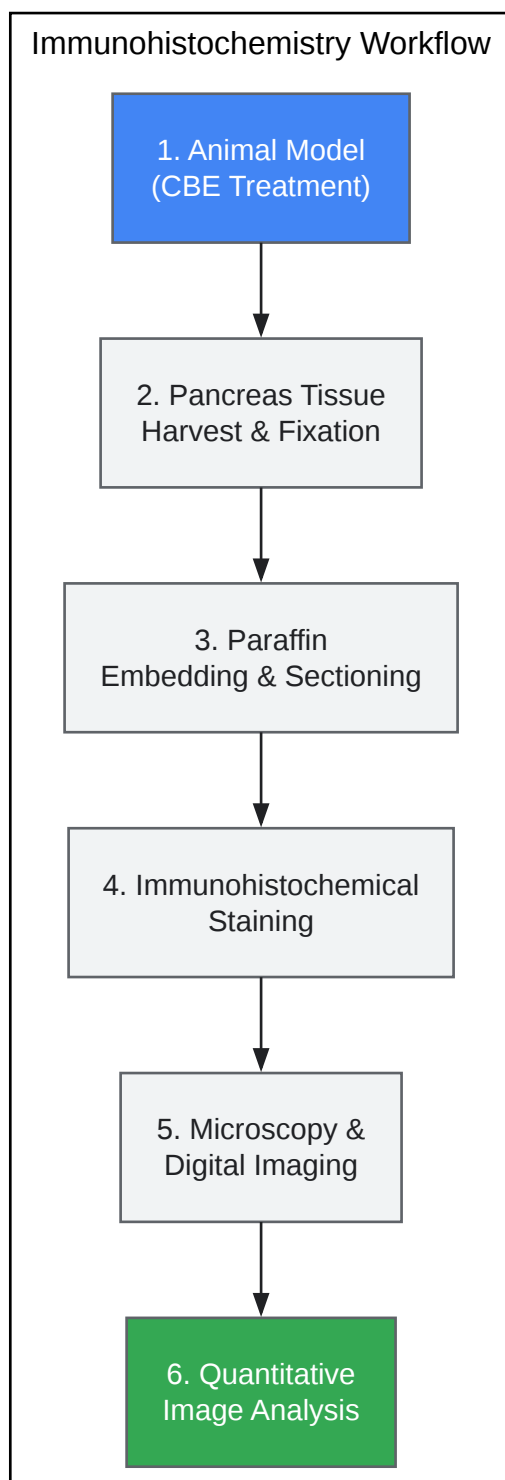 Immunohistochemistry Workflow
1. Animal Model
(CBE Treatment)
2. Pancreas Tissue
Harvest & Fixation
3. Paraffin
Embedding & Sectioning
4. Immunohistochemical
Staining
5. Microscopy &
Digital Imaging
6. Quantitative
Image Analysis